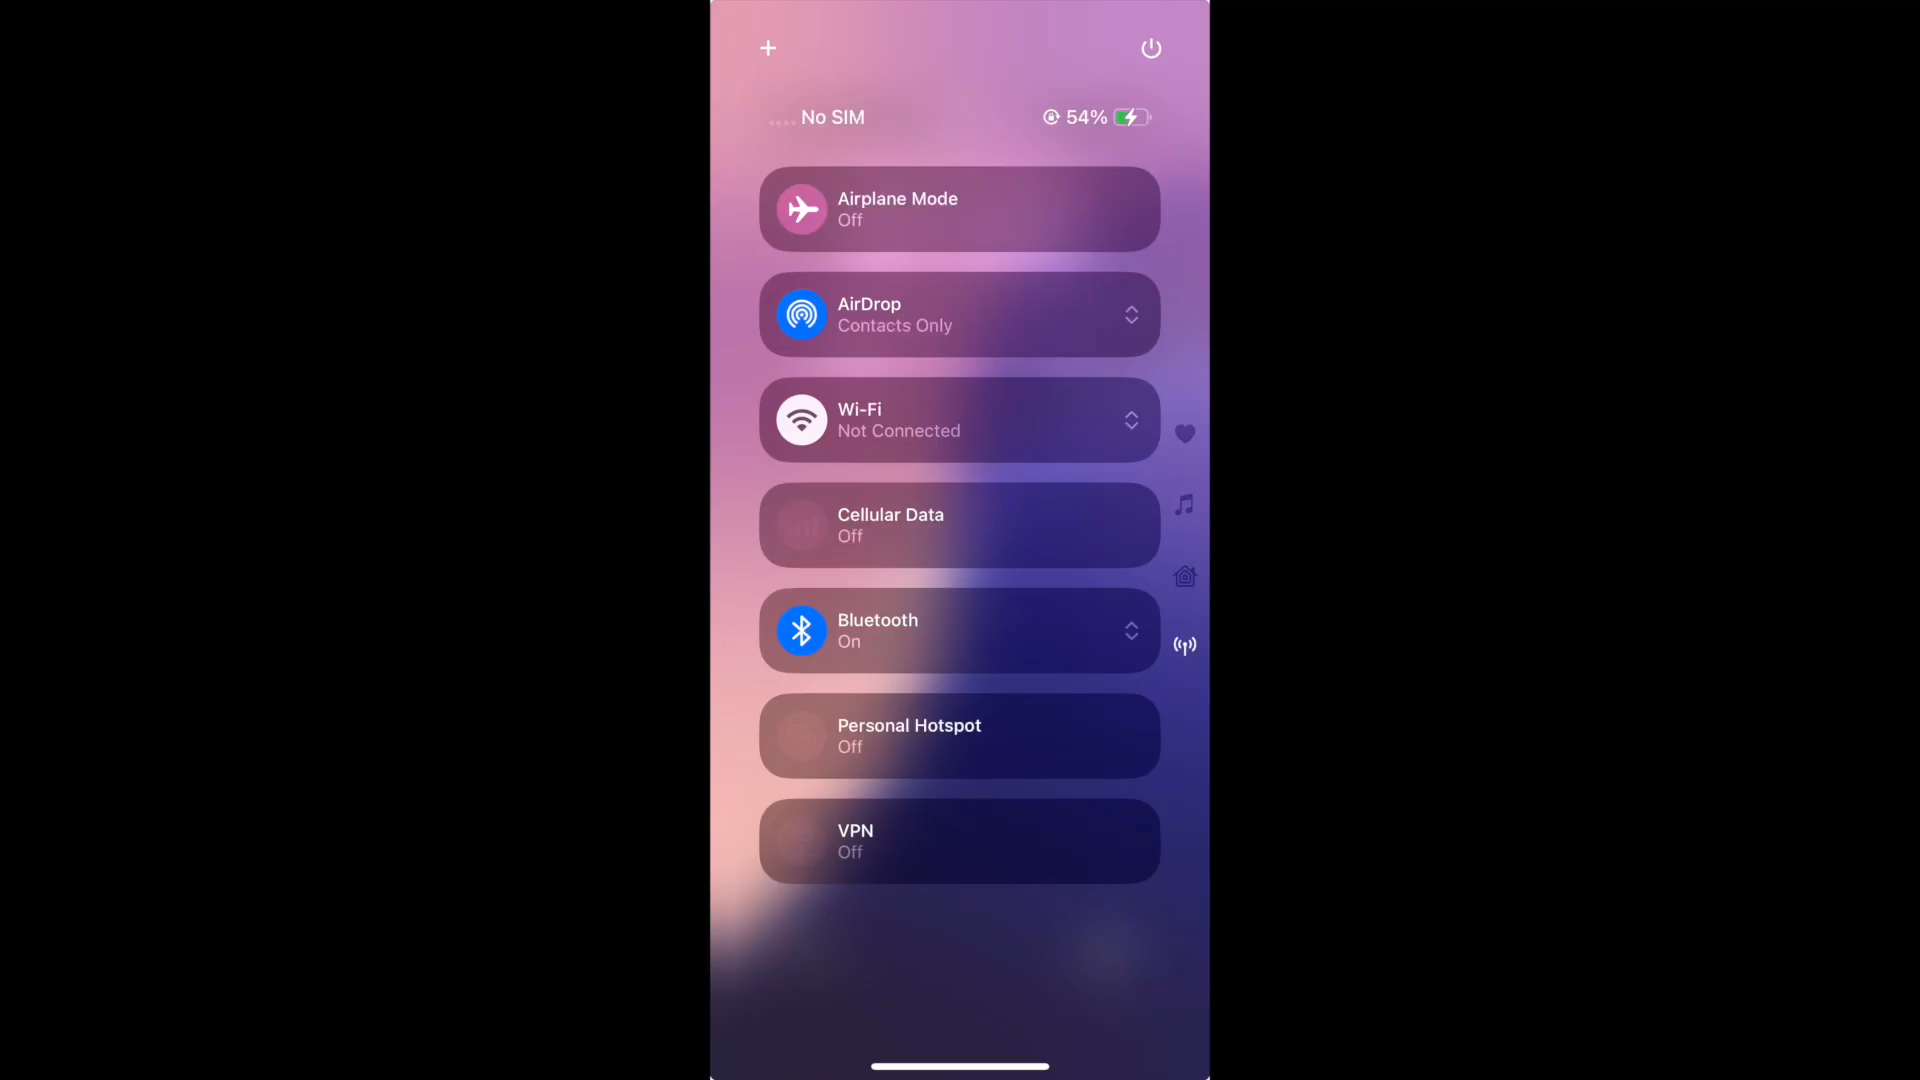 No SIM
54%
Airplane Mode
Off
AirDrop
Contacts Only
Wi-Fi
Not Connected
Cellular Data
Off
Bluetooth
On
Personal Hotspot
Off
VPN
Off